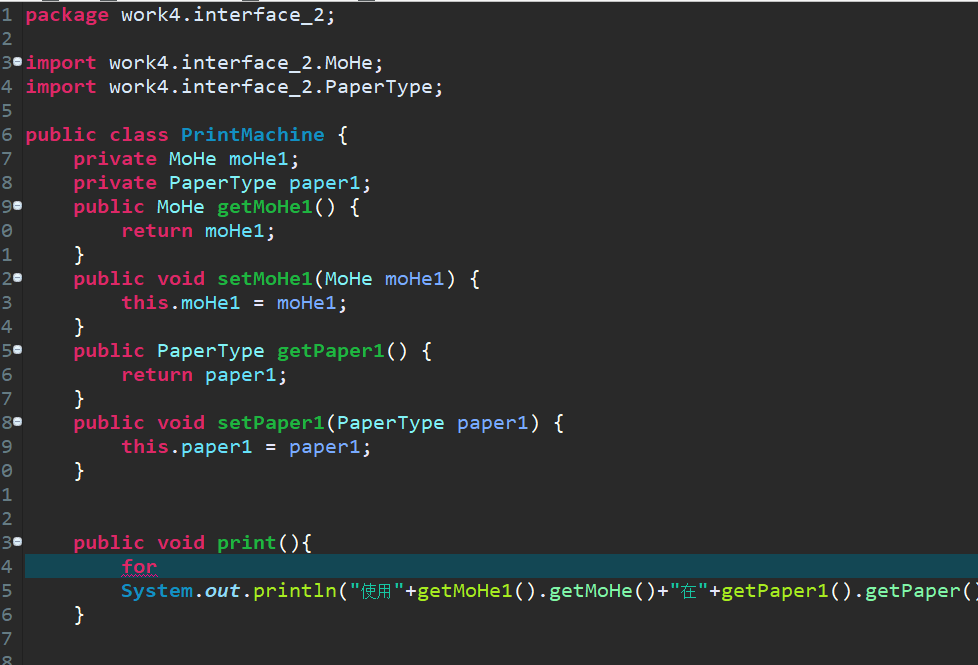 1 package work4.interface_2;
2
3 import work4.interface_2.MoHe;
4 import work4.interface_2.PaperType;
5
6 public class PrintMachine {
7 private MoHe moHe1;
8 private PaperType paper1;
9 public MoHe getMoHe1() {
0 return moHe1;
1 }
2 public void setMoHe1(MoHe moHe1) {
3 this.moHe1 = moHe1;
4 }
5 public PaperType getPaper1() {
6 return paper1;
7 }
8 public void setPaper1(PaperType paper1) {
9 this.paper1 = paper1;
0 }
1
2
3 public void print(){
4 for
5 System.out.println("使用"+getMoHe1().getMoHe()+"在"+getPaper1().getPaper()
6 }
7
8